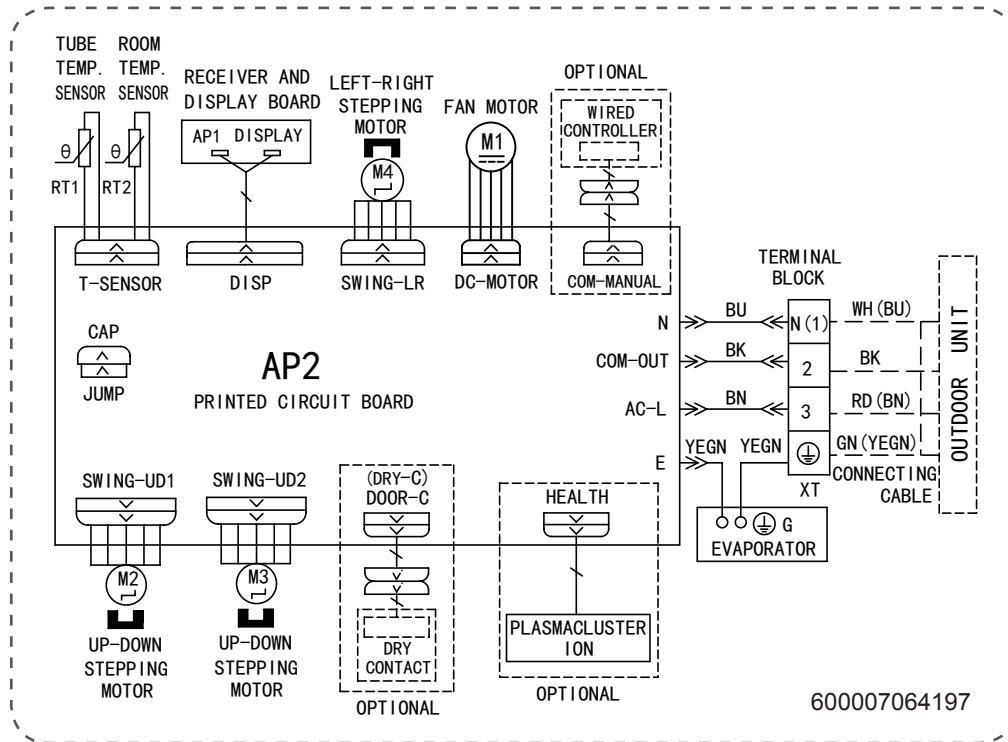 TUBE TEMP. SENSOR
ROOM TEMP. SENSOR
RECEIVER AND
DISPLAY BOARD
AP1 DISPLAY
LEFT-RIGHT
STEPPING
MOTOR
M4
FAN MOTOR
M1
OPTIONAL
WIRED
CONTROLLER
θ
RT1
θ
RT2
T-SENSOR
DISP
SWING-LR
DC-MOTOR
COM-MANUAL
CAP
JUMP
AP2
PRINTED CIRCUIT BOARD
TERMINAL
BLOCK
N
BU
N(1)
WH(BU)
COM-OUT
BK
2
BK
AC-L
BN
3
RD(BN)
E
YEGN
YEGN
GN(YEGN)
XT
CONNECTING
CABLE
OUTDOOR UNIT
G
EVAPORATOR
SWING-UD1
M2
UP-DOWN
STEPPING
MOTOR
SWING-UD2
M3
UP-DOWN
STEPPING
MOTOR
(DRY-C)
DOOR-C
DRY
CONTACT
OPTIONAL
HEALTH
PLASMACLUSTER
ION
OPTIONAL
600007064197